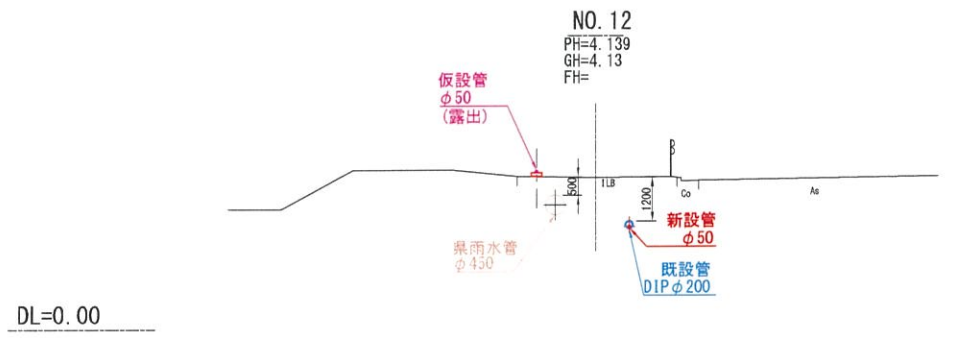 NO. 12
PH=4.139
GH=4.13
FH=
仮設管
φ50
(露出)
500
ILB
1200
Co
As
新設管
φ50
県雨水管
φ450
既設管
DIPφ200
DL=0.00